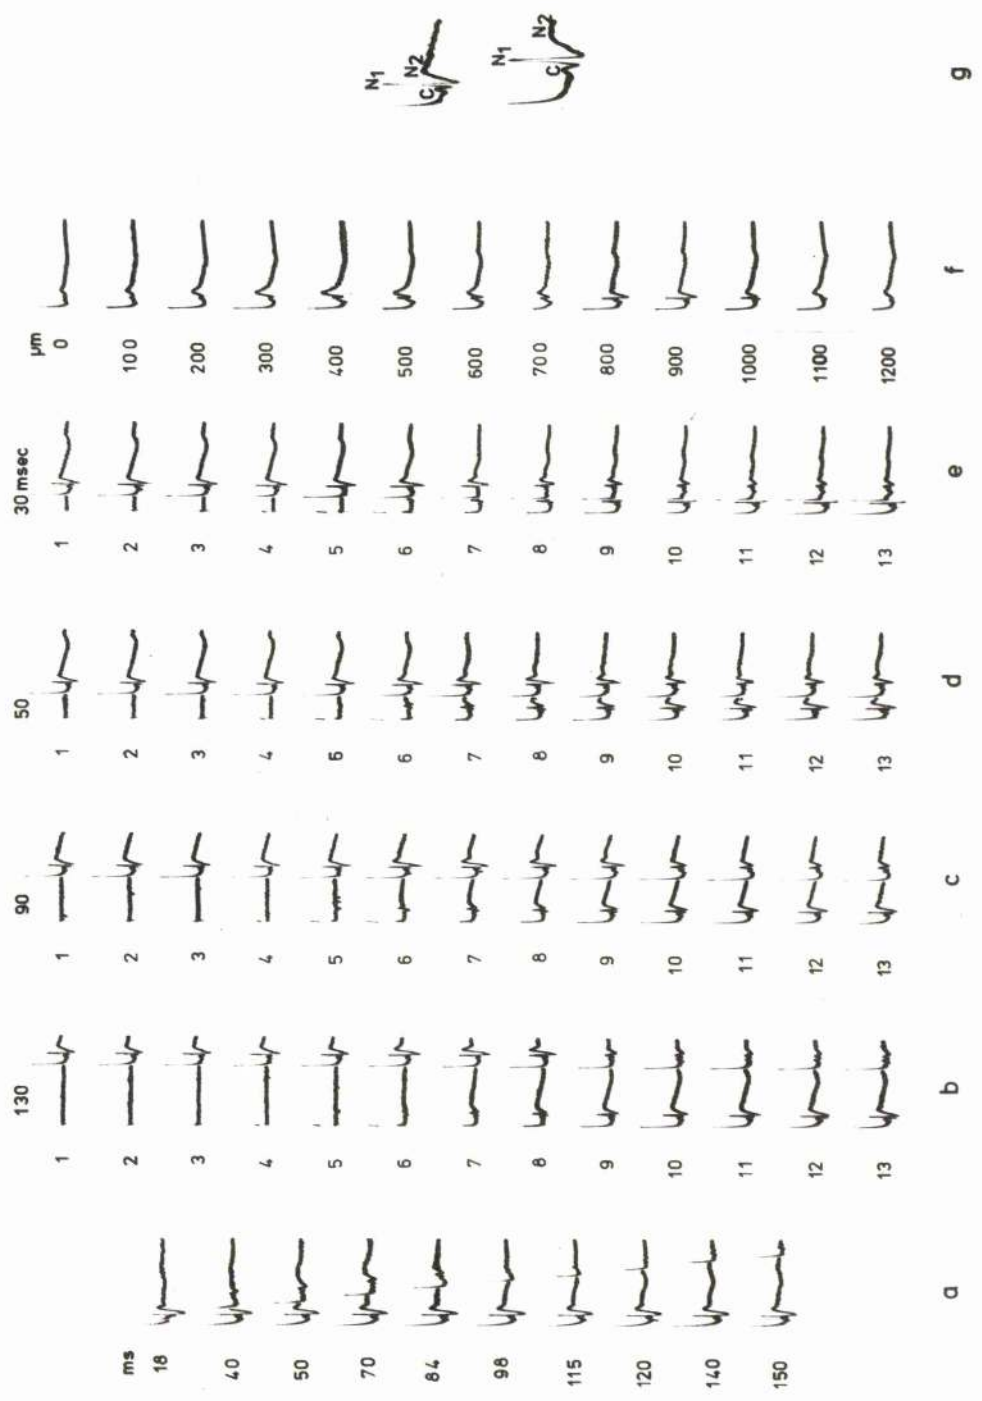 130 90 50 30 msec
µm
1 1 1 1 0
ms 2 2 2 2 100
18
3 3 3 3 200
40
4 4 4 4 300
50
5 5 6 5 400
70 N1
6 6 6 6 500 N2
84 C
7 7 7 7 600
98 N1
8 8 8 8 700 N2
C
115
9 9 9 9 800
120
10 10 10 10 900
140
11 11 11 11 1000
150
12 12 12 12 1100
13 13 13 13 1200
a b c d e f g